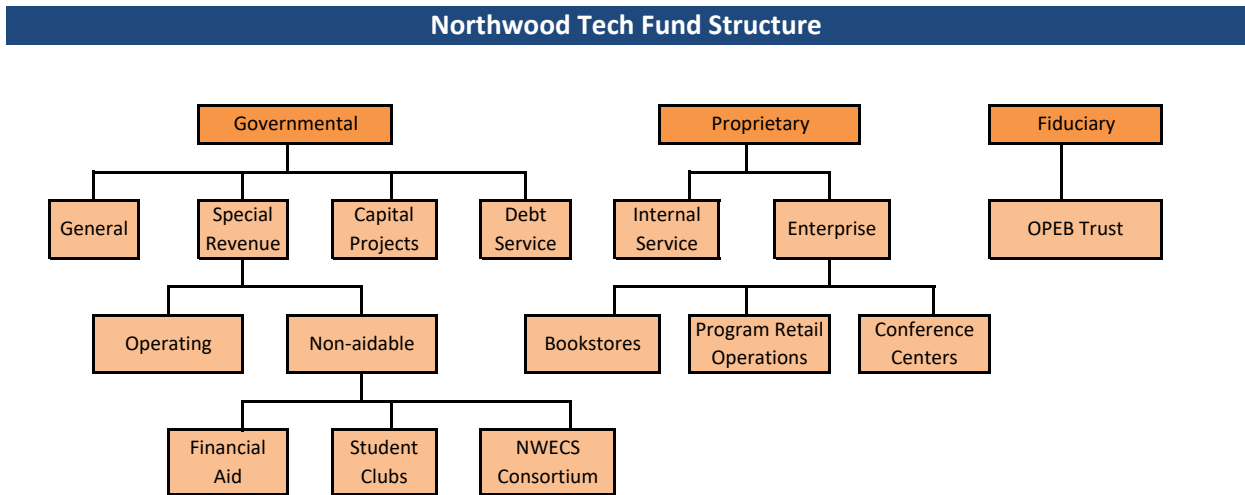 Northwood Tech Fund Structure
Governmental
Proprietary
Fiduciary
General
Special
Revenue
Capital
Projects
Debt
Service
Internal
Service
Enterprise
OPEB Trust
Operating
Non-aidable
Bookstores
Program Retail
Operations
Conference
Centers
Financial
Aid
Student
Clubs
NWECS
Consortium